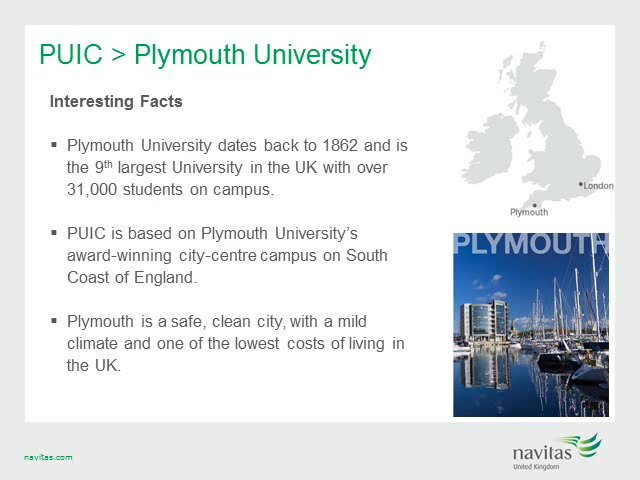 PUIC > Plymouth University
Interesting Facts
▪ Plymouth University dates back to 1862 and is
the 9th largest University in the UK with over
31,000 students on campus.
▪ PUIC is based on Plymouth University's
award-winning city-centre campus on South
Coast of England.
▪ Plymouth is a safe, clean city, with a mild
climate and one of the lowest costs of living in
the UK.
London
Plymouth
PLYMOUTH
navitas.com
navitas
United Kingdom